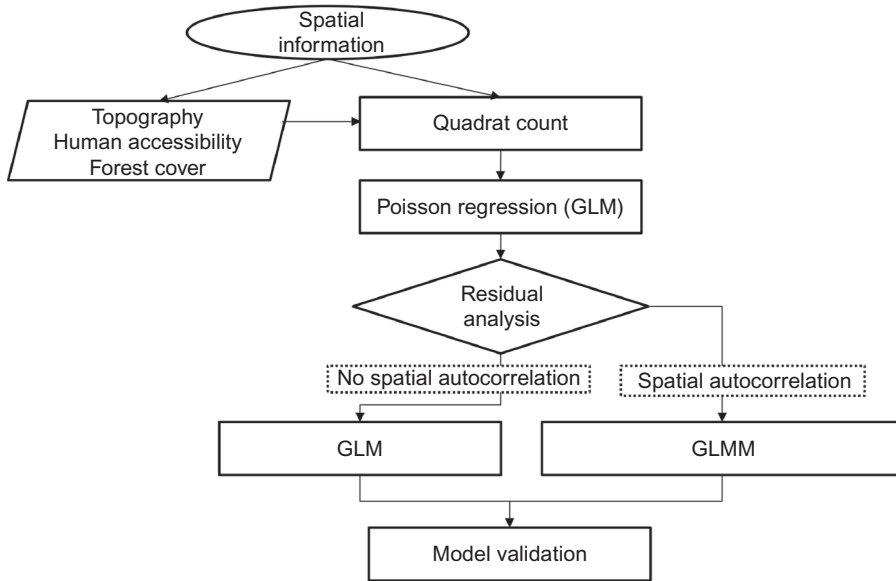 Spatial
information
Topography
Human accessibility
Forest cover
Quadrat count
Poisson regression (GLM)
Residual
analysis
No spatial autocorrelation
Spatial autocorrelation
GLM
GLMM
Model validation